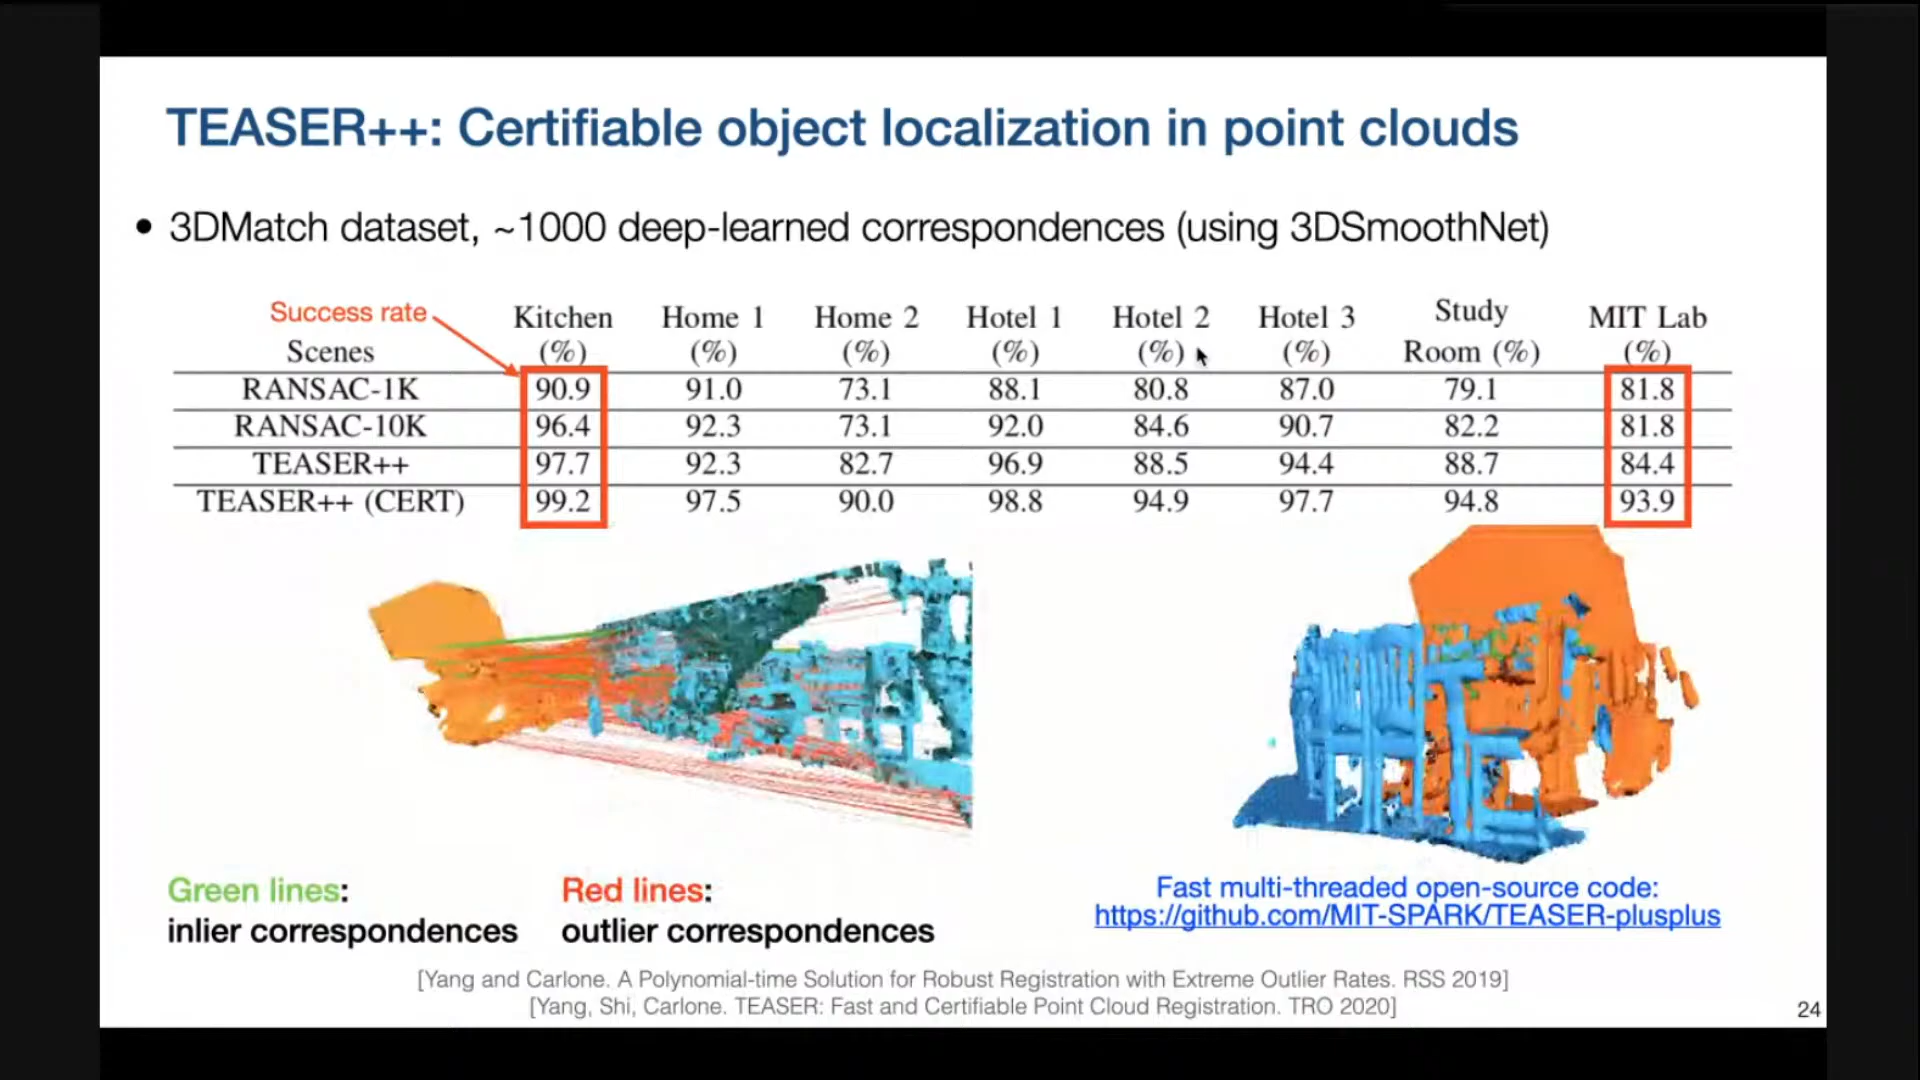 TEASER++: Certifiable object localization in point clouds
• 3DMatch dataset, ~1000 deep-learned correspondences (using 3DSmoothNet)
Success rate
Scenes Kitchen (%) Home 1 (%) Home 2 (%) Hotel 1 (%) Hotel 2 (%) Hotel 3 (%) Study Room (%) MIT Lab (%)
RANSAC-1K 90.9 91.0 73.1 88.1 80.8 87.0 79.1 81.8
RANSAC-10K 96.4 92.3 73.1 92.0 84.6 90.7 82.2 81.8
TEASER++ 97.7 92.3 82.7 96.9 88.5 94.4 88.7 84.4
TEASER++ (CERT) 99.2 97.5 90.0 98.8 94.9 97.7 94.8 93.9
Green lines:
inlier correspondences
Red lines:
outlier correspondences
Fast multi-threaded open-source code:
https://github.com/MIT-SPARK/TEASER-plusplus
[Yang and Carlone. A Polynomial-time Solution for Robust Registration with Extreme Outlier Rates. RSS 2019]
[Yang, Shi, Carlone. TEASER: Fast and Certifiable Point Cloud Registration. TRO 2020]
24